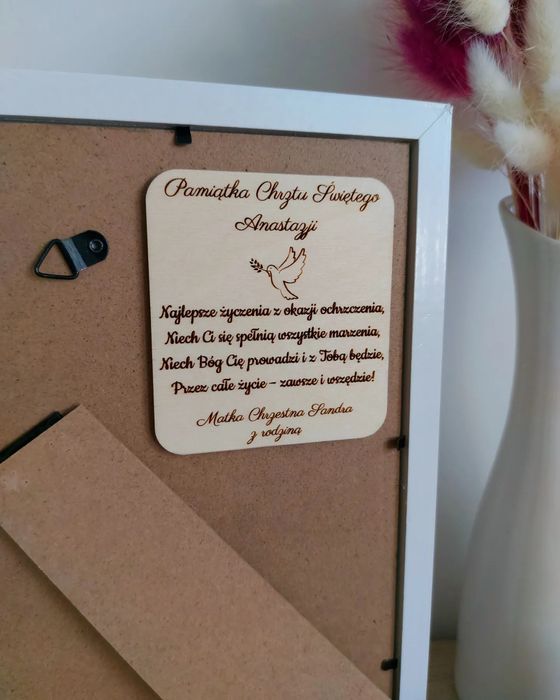 Pamiątka Chrztu Świętego
Anastazji
Najlepsze życzenia z okazji ochrzczenia,
Niech Ci się spełnią wszystkie marzenia,
Niech Bóg Cię prowadzi i z Tobą będzie,
Przez całe życie – zawsze i wszędzie!
Matka Chrzestna Sandra
z rodziną